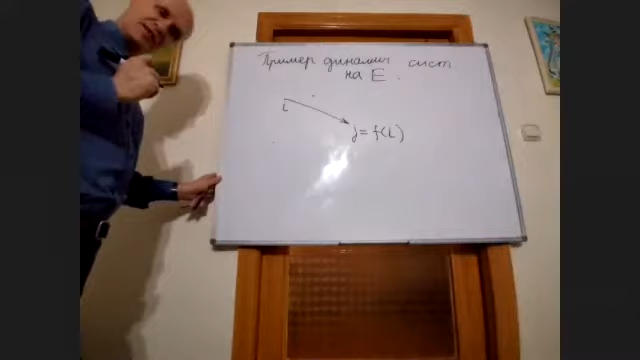 Пример динамич сист
на E.
i
j = f(i)